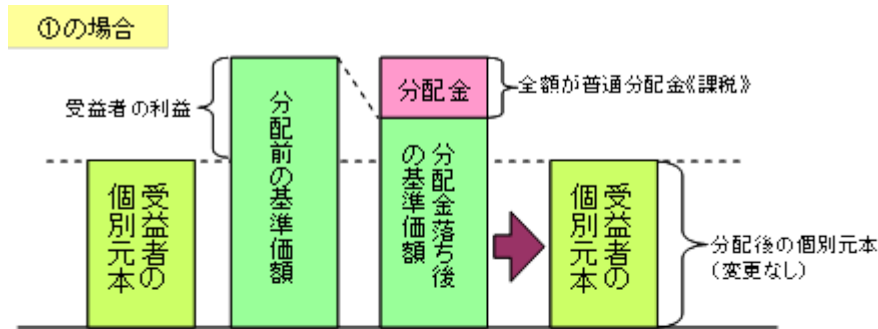 ①の場合
受益者の利益
分配前の基準価額
分配金
全額が普通分配金《課税》
受益者の
個別元本
分配金落ち後
の基準価額
受益者の
個別元本
分配後の個別元本
(変更なし)